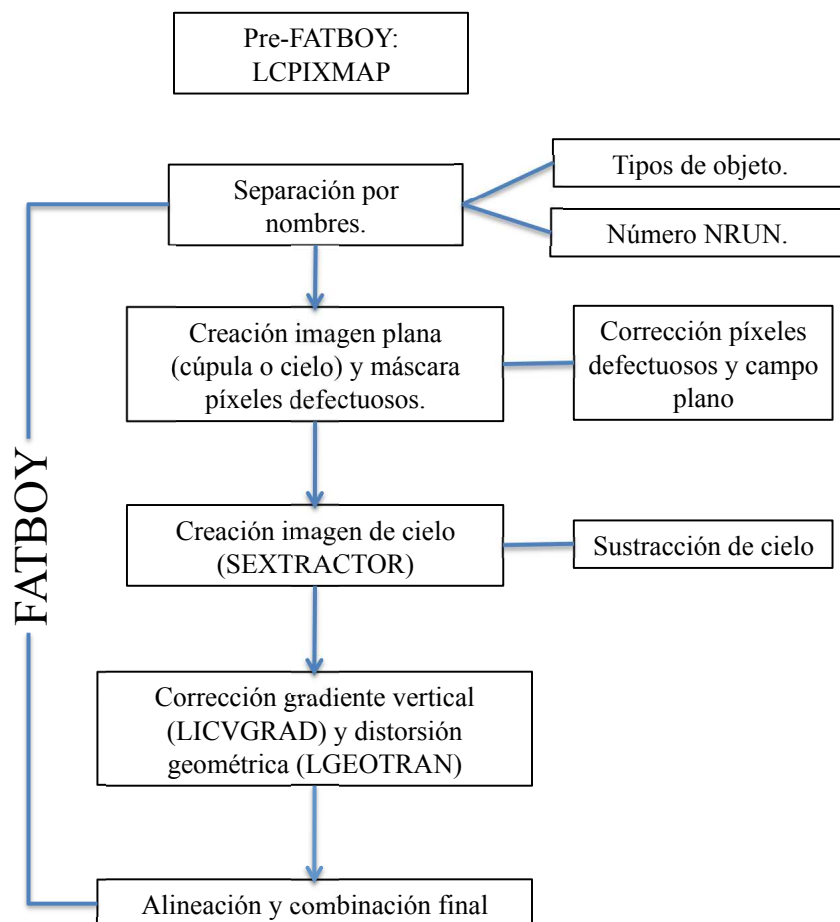 Pre-FATBOY:
LCPIXMAP
Separación por
nombres.
Tipos de objeto.
Número NRUN.
Creación imagen plana
(cúpula o cielo) y máscara
píxeles defectuosos.
Corrección píxeles
defectuosos y campo
plano
FATBOY
Creación imagen de cielo
(SEXTRACTOR)
Sustracción de cielo
Corrección gradiente vertical
(LICVGRAD) y distorsión
geométrica (LGEOTRAN)
Alineación y combinación final